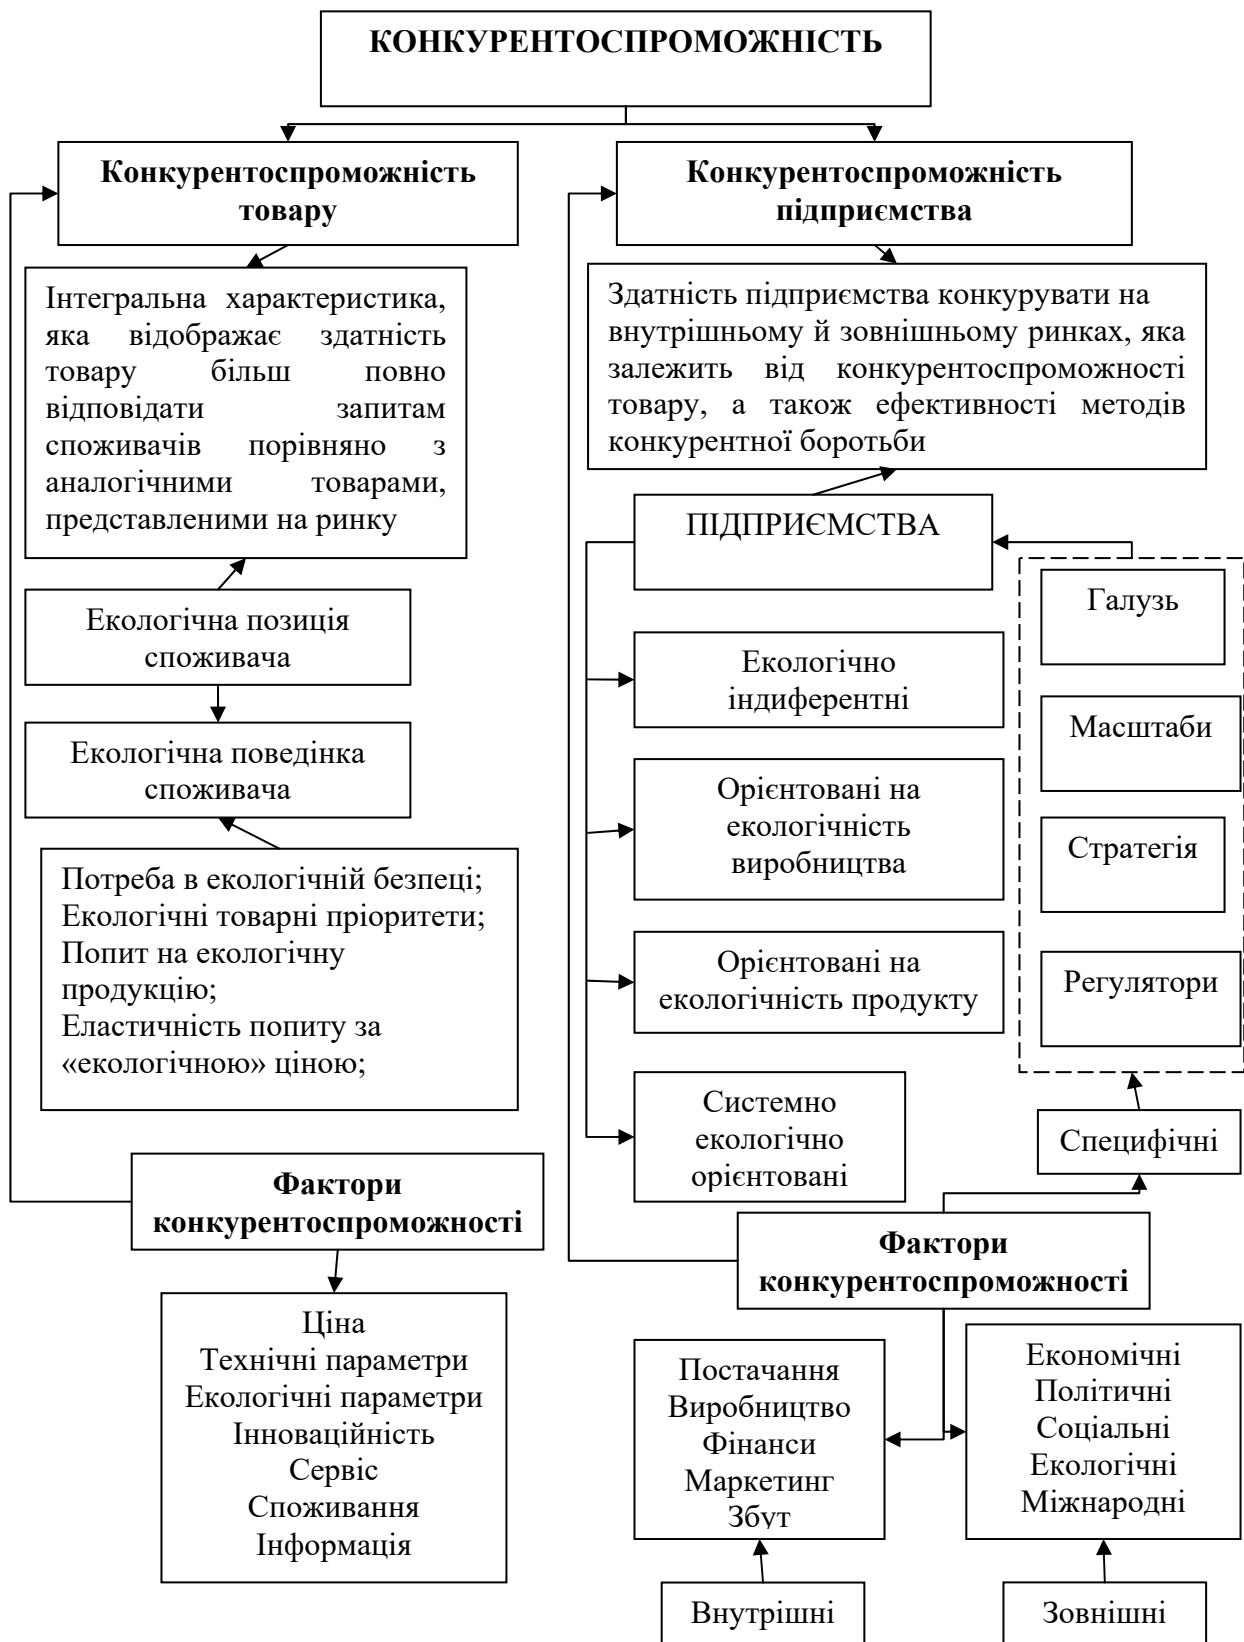 КОНКУРЕНТОСПРОМОЖНІСТЬ
Конкурентоспроможність
товару
Інтегральна характеристика,
яка відображає здатність
товару більш повно
відповідати запитам
споживачів порівняно з
аналогічними товарами,
представленими на ринку
Екологічна позиція
споживача
Екологічна поведінка
споживача
Потреба в екологічній безпеці;
Екологічні товарні пріоритети;
Попит на екологічну
продукцію;
Еластичність попиту за
«екологічною» ціною;
Фактори
конкурентоспроможності
Ціна
Технічні параметри
Екологічні параметри
Інноваційність
Сервіс
Споживання
Інформація
Конкурентоспроможність
підприємства
Здатність підприємства конкурувати на
внутрішньому й зовнішньому ринках, яка
залежить від конкурентоспроможності
товару, а також ефективності методів
конкурентної боротьби
ПІДПРИЄМСТВА
Екологічно
індиферентні
Орієнтовані на
екологічність
виробництва
Орієнтовані на
екологічність продукту
Системно
екологічно
орієнтовані
Галузь
Масштаби
Стратегія
Регулятори
Специфічні
Фактори
конкурентоспроможності
Постачання
Виробництво
Фінанси
Маркетинг
Збут
Внутрішні
Економічні
Політичні
Соціальні
Екологічні
Міжнародні
Зовнішні